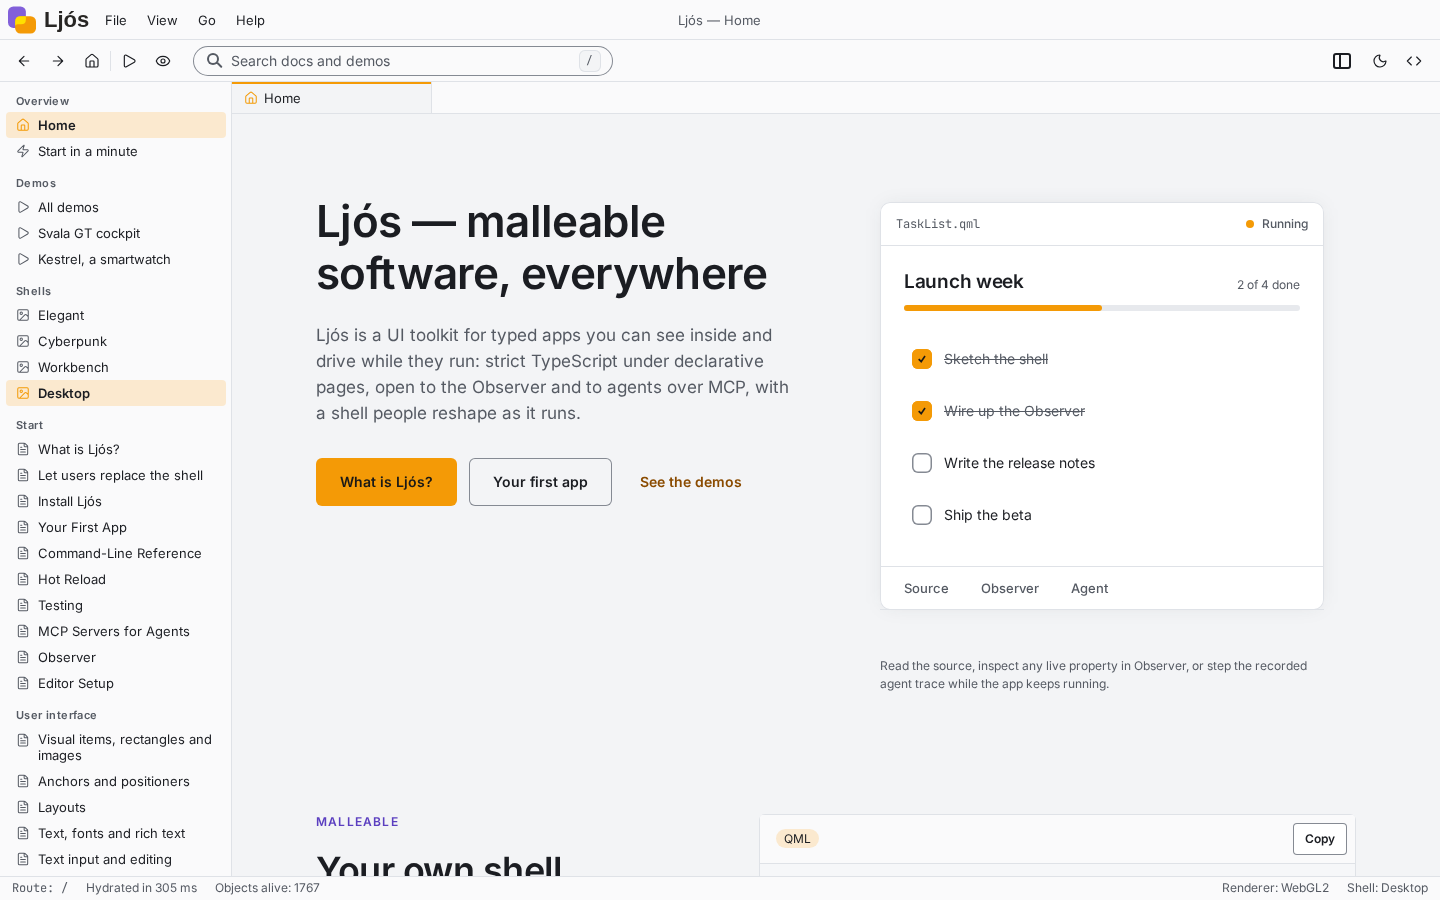 Ljós File View Go Help Ljós — Home
Search docs and demos /
Overview
Home
Start in a minute
Demos
All demos
Svala GT cockpit
Kestrel, a smartwatch
Shells
Elegant
Cyberpunk
Workbench
Desktop
Start
What is Ljós?
Let users replace the shell
Install Ljós
Your First App
Command-Line Reference
Hot Reload
Testing
MCP Servers for Agents
Observer
Editor Setup
User interface
Visual items, rectangles and
images
Anchors and positioners
Layouts
Text, fonts and rich text
Text input and editing
Home
Ljós — malleable
software, everywhere
Ljós is a UI toolkit for typed apps you can see inside and
drive while they run: strict TypeScript under declarative
pages, open to the Observer and to agents over MCP, with
a shell people reshape as it runs.
What is Ljós? Your first app See the demos
TaskList.qml Running
Launch week 2 of 4 done
Sketch the shell
Wire up the Observer
Write the release notes
Ship the beta
Source Observer Agent
Read the source, inspect any live property in Observer, or step the recorded
agent trace while the app keeps running.
MALLEABLE
Your own shell
QML Copy
Route: / Hydrated in 305 ms Objects alive: 1767 Renderer: WebGL2 Shell: Desktop